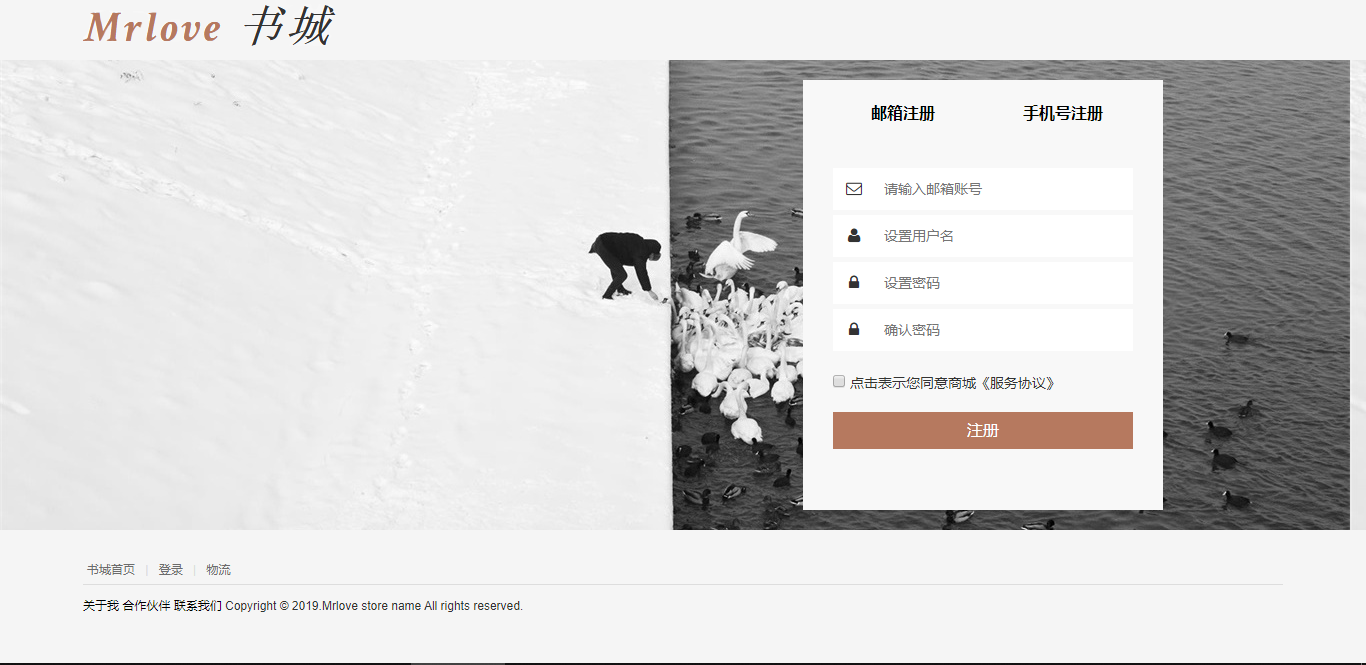 Mrlove 书城
邮箱注册 手机号注册
请输入邮箱账号
设置用户名
设置密码
确认密码
点击表示您同意商城《服务协议》
注册
书城首页 | 登录 | 物流
关于我 合作伙伴 联系我们 Copyright © 2019.Mrlove store name All rights reserved.